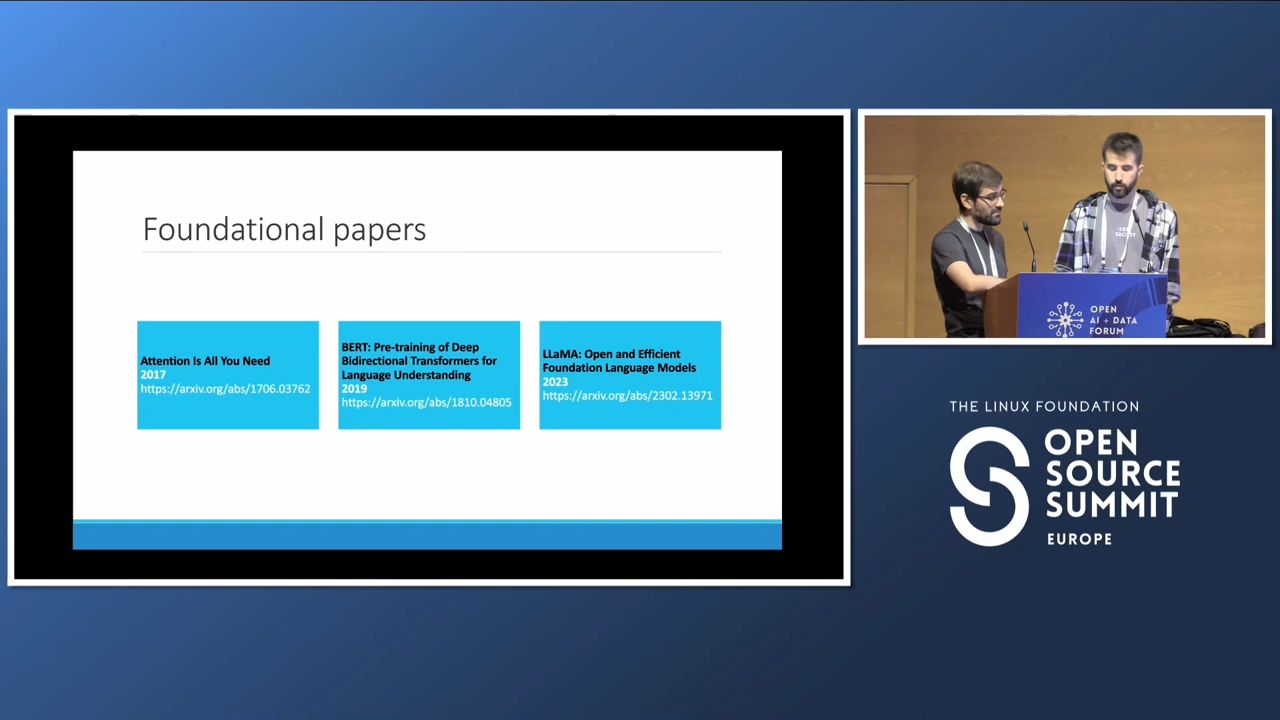 Foundational papers
Attention Is All You Need
2017
https://arxiv.org/abs/1706.03762
BERT: Pre-training of Deep
Bidirectional Transformers for
Language Understanding
2019
https://arxiv.org/abs/1810.04805
LLaMA: Open and Efficient
Foundation Language Models
2023
https://arxiv.org/abs/2302.13971
OPEN
AI + DATA
FORUM
THE LINUX FOUNDATION
OPEN
SOURCE
SUMMIT
EUROPE